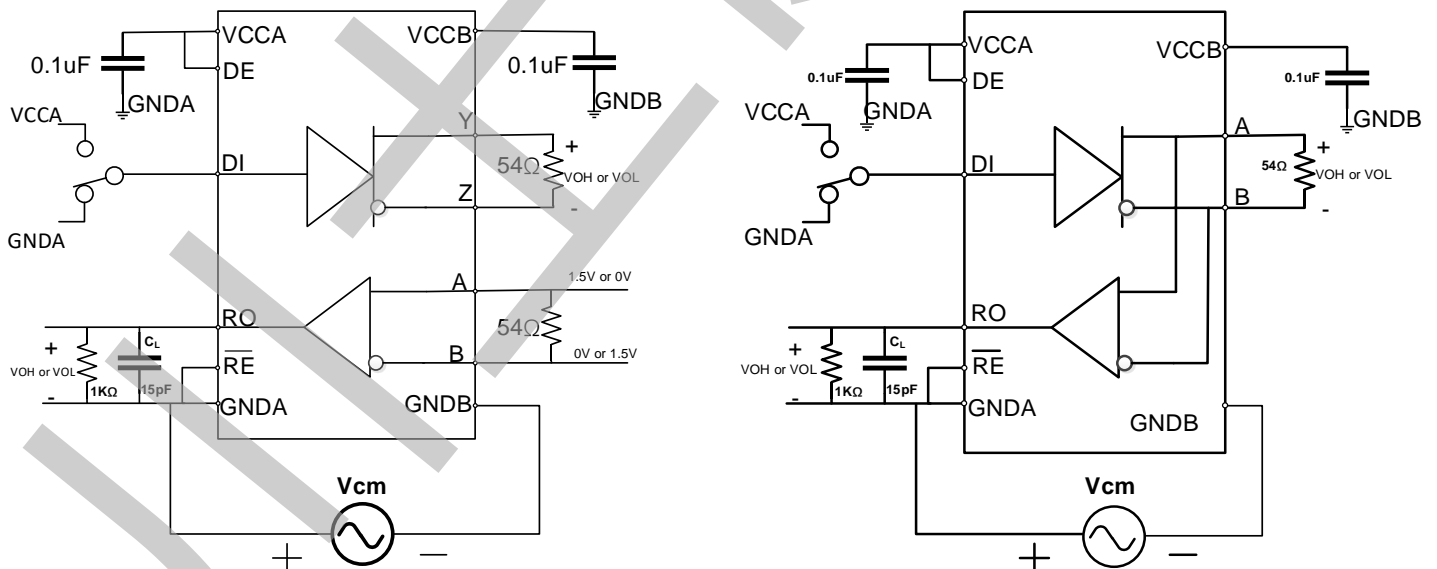 VCCA
VCCB
0.1uF
DE
0.1uF
GNDA
GNDB
VCCA
Y
DI
54Ω
+
VOH or VOL
Z
-
GNDA
A
1.5V or 0V
RO
54Ω
+
CL
B
0V or 1.5V
VOH or VOL
RE
1KΩ
15pF
-
GNDA
GNDB
Vcm
+
—
VCCA
VCCB
0.1uF
DE
0.1uF
GNDA
GNDB
VCCA
A
DI
54Ω
+
VOH or VOL
B
-
GNDA
RO
+
CL
VOH or VOL
RE
1KΩ
15pF
-
GNDA
GNDB
Vcm
+
—